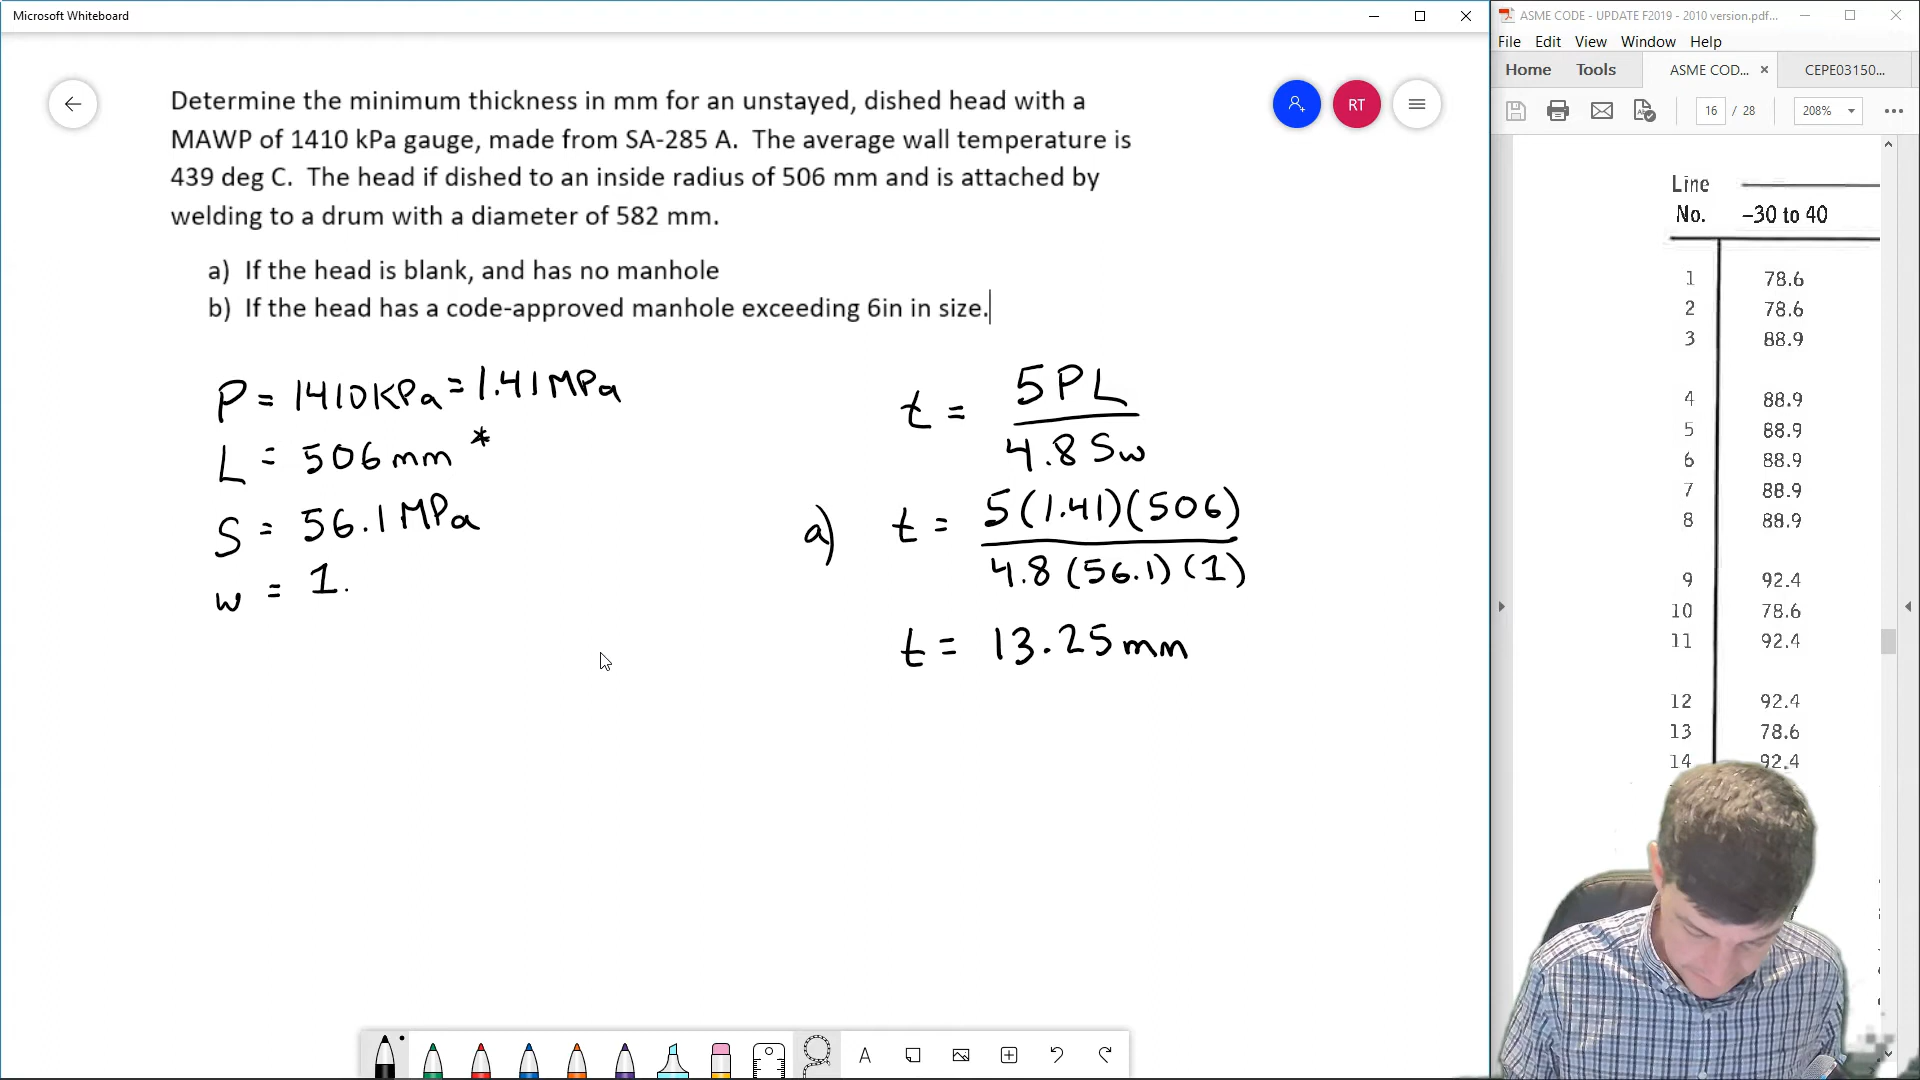 Microsoft Whiteboard
Determine the minimum thickness in mm for an unstayed, dished head with a
MAWP of 1410 kPa gauge, made from SA-285 A. The average wall temperature is
439 deg C. The head if dished to an inside radius of 506 mm and is attached by
welding to a drum with a diameter of 582 mm.
a) If the head is blank, and has no manhole
b) If the head has a code-approved manhole exceeding 6in in size.
RT
P = 1410 KPa = 1.41 MPa
L = 506 mm *
S = 56.1 MPa
w = 1.
t = 5PL / 4.8 Sw
a) t = 5(1.41)(506) / 4.8 (56.1) (1)
t = 13.25 mm
A
ASME CODE - UPDATE F2019 - 2010 version.pdf...
File Edit View Window Help
Home Tools ASME COD... × CEPE03150...
16 / 28 208%
Line
No. -30 to 40
1 78.6
2 78.6
3 88.9
4 88.9
5 88.9
6 88.9
7 88.9
8 88.9
9 92.4
10 78.6
11 92.4
12 92.4
13 78.6
14 92.4